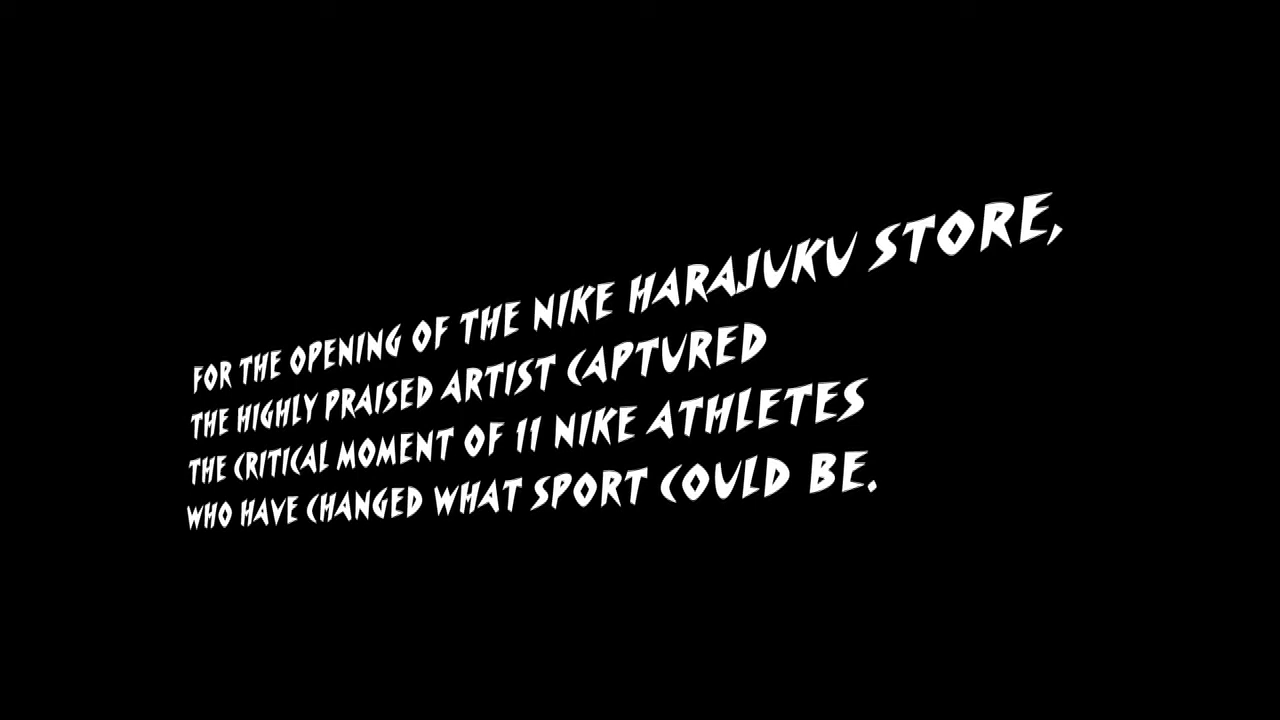 FOR THE OPENING OF THE NIKE HARAJUKU STORE,
THE HIGHLY PRAISED ARTIST CAPTURED
THE CRITICAL MOMENT OF 11 NIKE ATHLETES
WHO HAVE CHANGED WHAT SPORT COULD BE.